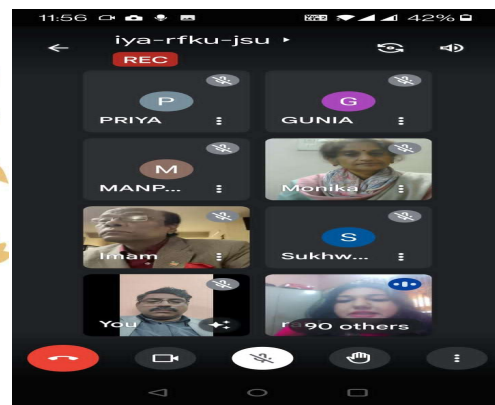 11:56 42%
iya-rfku-jsu
REC
P G
PRIYA GUNIA
M
MANP... Monika
S
Imam Sukhw...
You 90 others